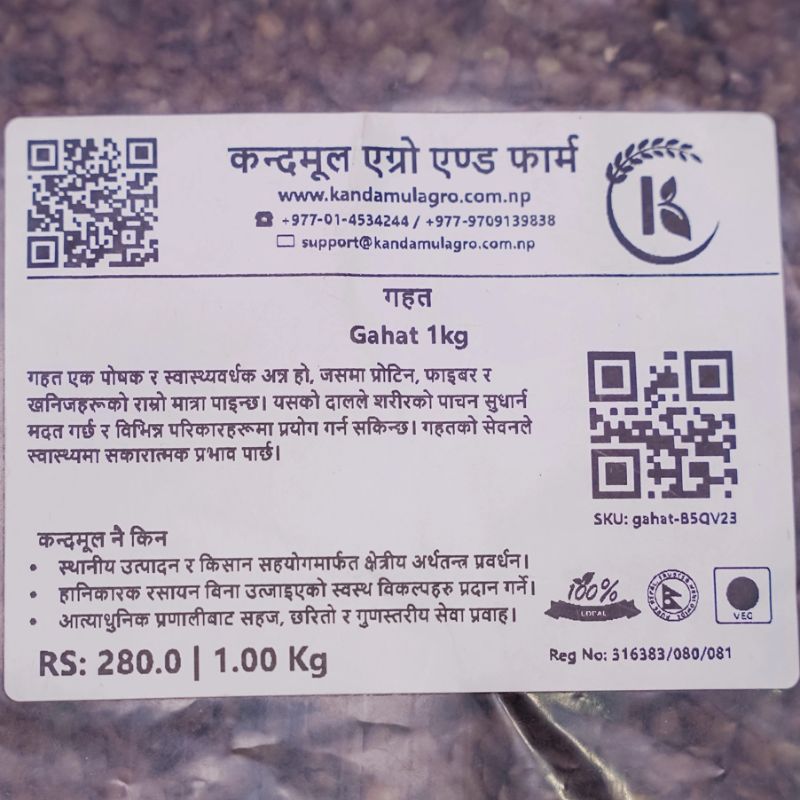 कन्दमूल एग्रो एण्ड फार्म
www.kandamulagro.com.np
+977-01-4534244 / +977-9709139838
support@kandamulagro.com.np
गहत
Gahat 1kg
गहत एक पोषक र स्वास्थ्यवर्धक अन्न हो, जसमा प्रोटिन, फाइबर र
खनिजहरूको राम्रो मात्रा पाइन्छ। यसको दालले शरीरको पाचन सुधार्न
मदत गर्छ र विभिन्न परिकारहरूमा प्रयोग गर्न सकिन्छ। गहतको सेवनले
स्वास्थ्यमा सकारात्मक प्रभाव पार्छ।
SKU: gahat-B5QV23
कन्दमूल नै किन
• स्थानीय उत्पादन र किसान सहयोगमार्फत क्षेत्रीय अर्थतन्त्र प्रवर्धन।
• हानिकारक रसायन विना उत्जाइएको स्वस्थ विकल्पहरु प्रदान गर्ने।
• आत्याधुनिक प्रणालीबाट सहज, छरितो र गुणस्तरीय सेवा प्रवाह।
100%
LOCAL
VEG
RS: 280.0 | 1.00 Kg
Reg No: 316383/080/081